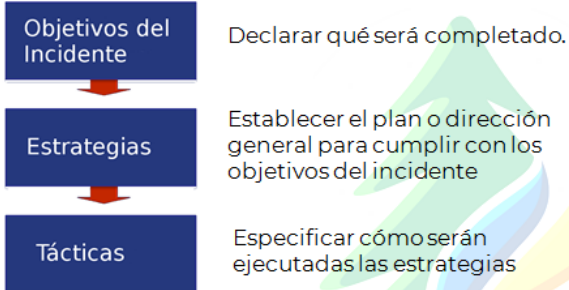 Objetivos del
Incidente
Declarar qué será completado.
Estrategias
Establecer el plan o dirección
general para cumplir con los
objetivos del incidente
Tácticas
Especificar cómo serán
ejecutadas las estrategias